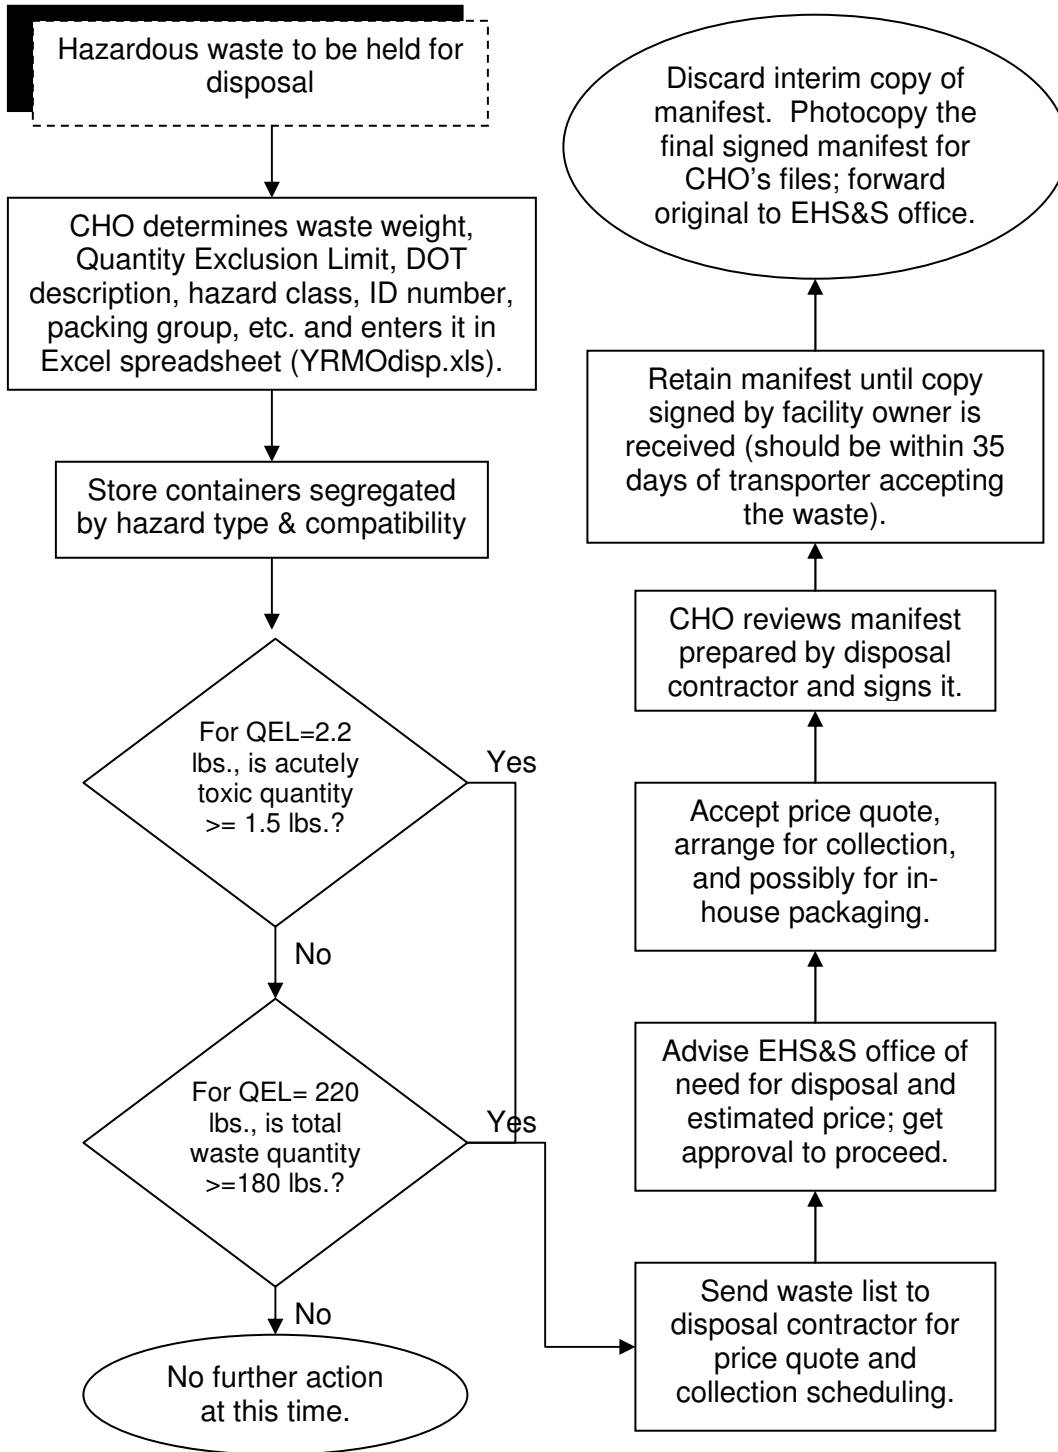 Hazardous waste to be held for
disposal
CHO determines waste weight,
Quantity Exclusion Limit, DOT
description, hazard class, ID number,
packing group, etc. and enters it in
Excel spreadsheet (YRMOdisp.xls).
Store containers segregated
by hazard type & compatibility
For QEL=2.2
lbs., is acutely
toxic quantity
>= 1.5 lbs.?
Yes
No
For QEL= 220
lbs., is total
waste quantity
>=180 lbs.?
Yes
No
No further action
at this time.
Send waste list to
disposal contractor for
price quote and
collection scheduling.
Advise EHS&S office of
need for disposal and
estimated price; get
approval to proceed.
Accept price quote,
arrange for collection,
and possibly for in-
house packaging.
CHO reviews manifest
prepared by disposal
contractor and signs it.
Retain manifest until copy
signed by facility owner is
received (should be within 35
days of transporter accepting
the waste).
Discard interim copy of
manifest.  Photocopy the
final signed manifest for
CHO's files; forward
original to EHS&S office.